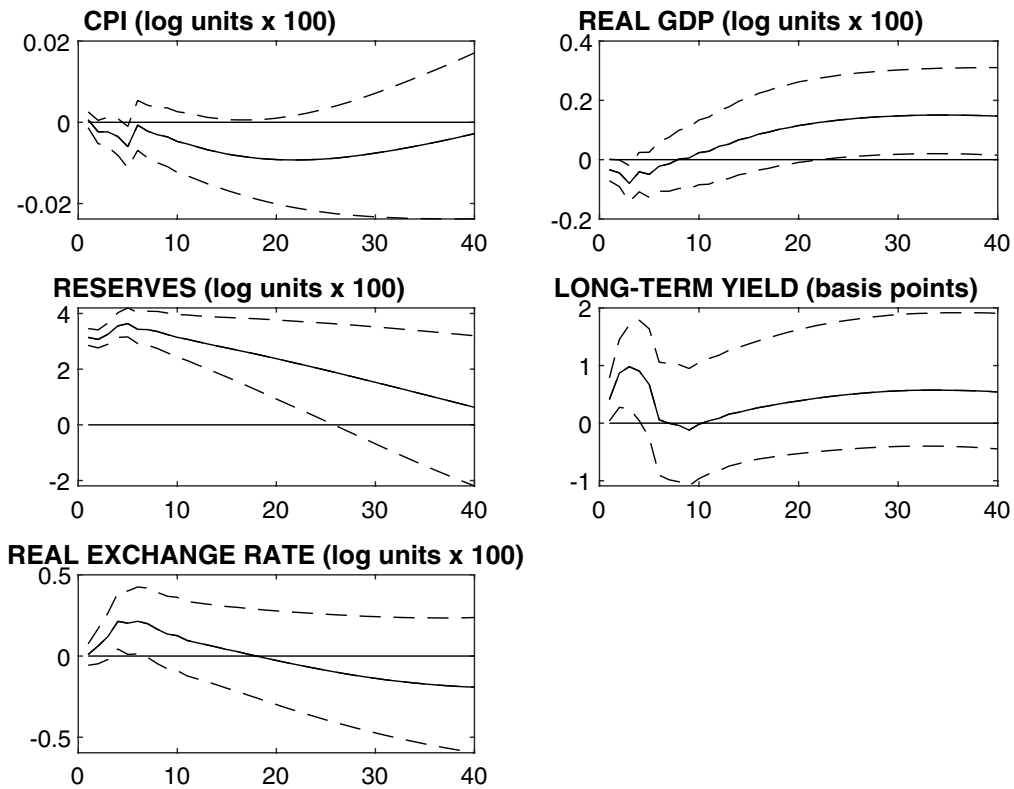 CPI (log units x 100)
0.02
0
-0.02
0 10 20 30 40
REAL GDP (log units x 100)
0.4
0.2
0
-0.2
0 10 20 30 40
RESERVES (log units x 100)
4
2
0
-2
0 10 20 30 40
LONG-TERM YIELD (basis points)
2
1
0
-1
0 10 20 30 40
REAL EXCHANGE RATE (log units x 100)
0.5
0
-0.5
0 10 20 30 40